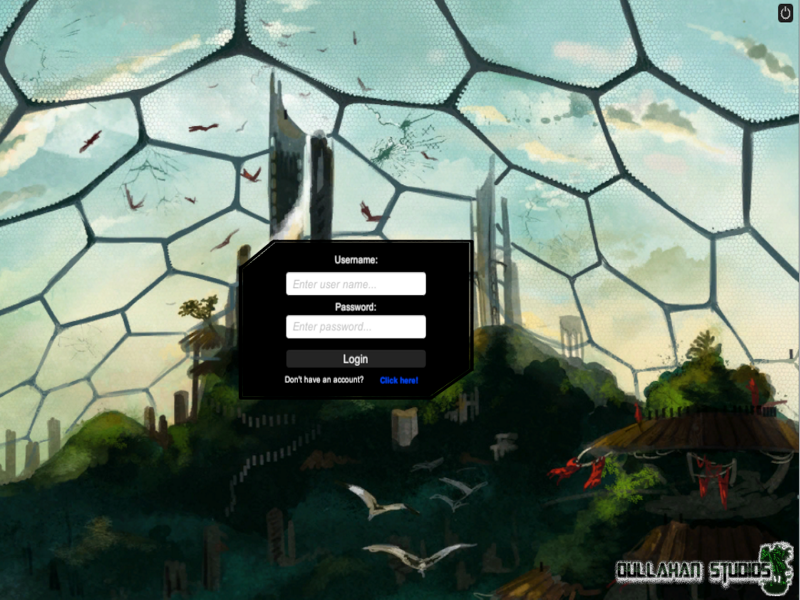 Username:
Enter user name...
Password:
Enter password...
Login
Don't have an account? Click here!
DULLAHAN STUDIOS